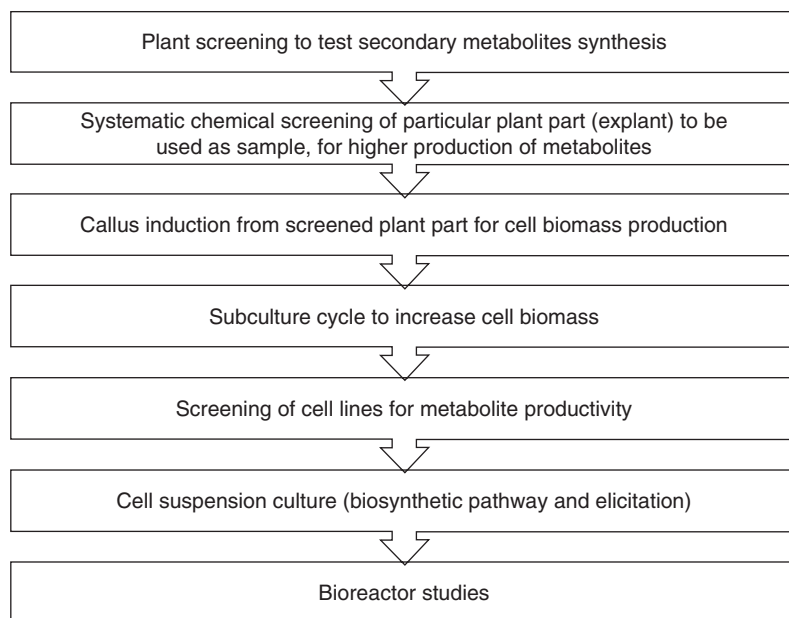 Plant screening to test secondary metabolites synthesis
Systematic chemical screening of particular plant part (explant) to be
used as sample, for higher production of metabolites
Callus induction from screened plant part for cell biomass production
Subculture cycle to increase cell biomass
Screening of cell lines for metabolite productivity
Cell suspension culture (biosynthetic pathway and elicitation)
Bioreactor studies